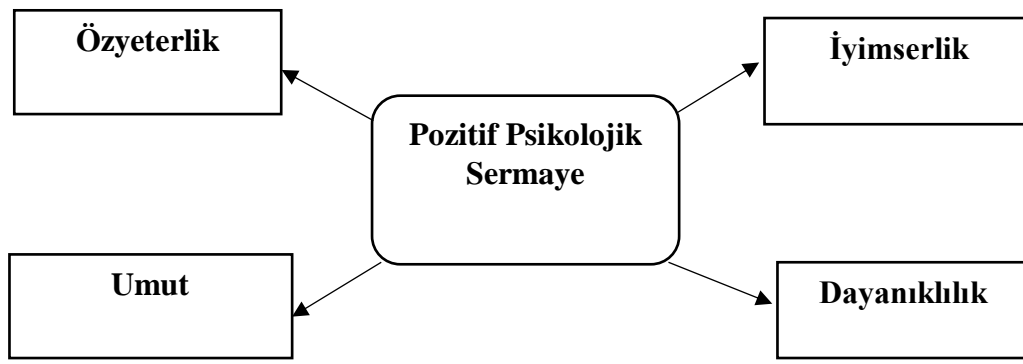 Özyeterlik
İyimserlik
Pozitif Psikolojik
Sermaye
Umut
Dayanıklılık